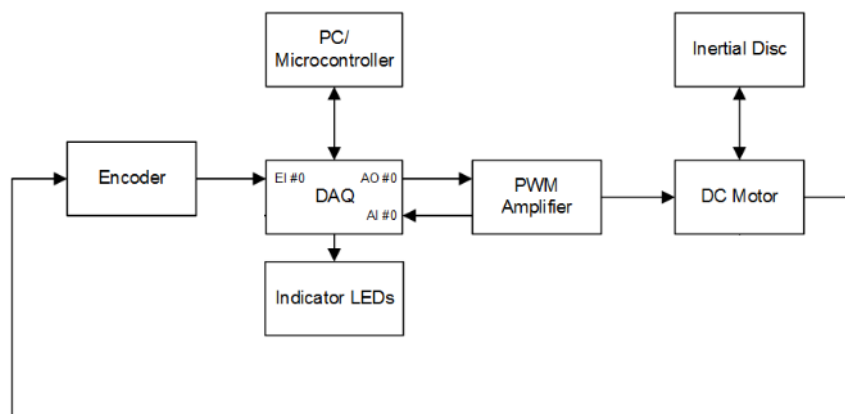 PC/
Microcontroller
Inertial Disc
Encoder
EI #0
AO #0
DAQ
AI #0
PWM
Amplifier
DC Motor
Indicator LEDs